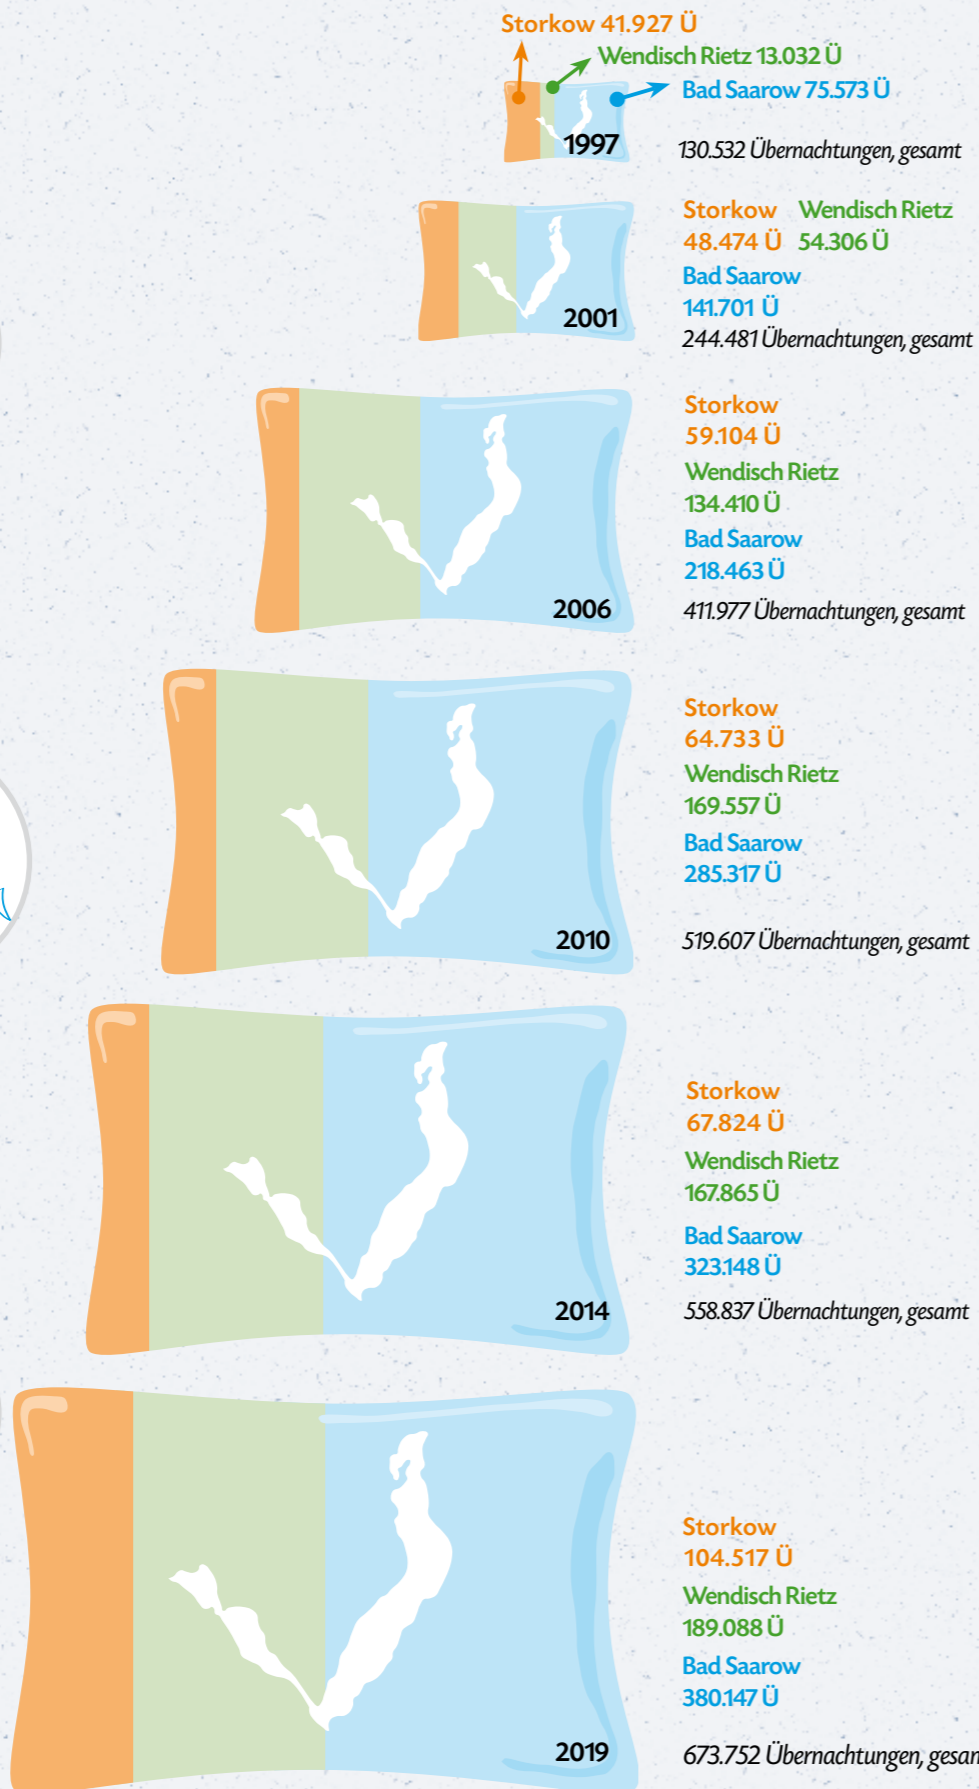 Storkow 41.927 Ü
Wendisch Rietz 13.032 Ü
Bad Saarow 75.573 Ü
1997
130.532 Übernachtungen, gesamt
Storkow Wendisch Rietz
48.474 Ü 54.306 Ü
Bad Saarow
141.701 Ü
2001
244.481 Übernachtungen, gesamt
Storkow
59.104 Ü
Wendisch Rietz
134.410 Ü
Bad Saarow
218.463 Ü
2006
411.977 Übernachtungen, gesamt
Storkow
64.733 Ü
Wendisch Rietz
169.557 Ü
Bad Saarow
285.317 Ü
2010
519.607 Übernachtungen, gesamt
Storkow
67.824 Ü
Wendisch Rietz
167.865 Ü
Bad Saarow
323.148 Ü
2014
558.837 Übernachtungen, gesamt
Storkow
104.517 Ü
Wendisch Rietz
189.088 Ü
Bad Saarow
380.147 Ü
2019
673.752 Übernachtungen,